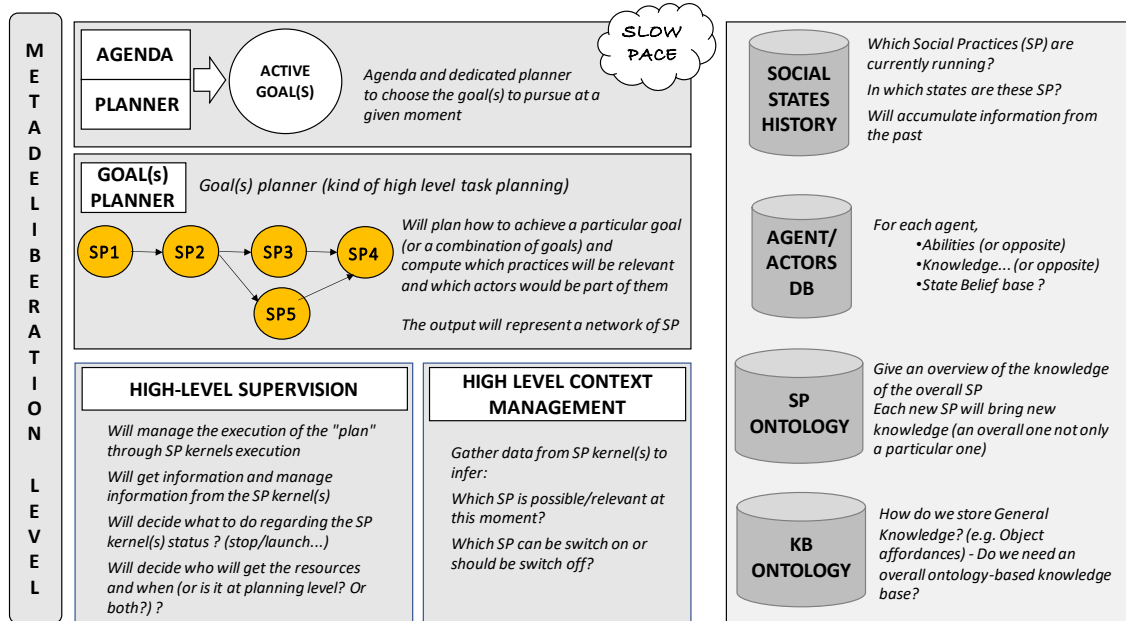 METADELIBERATION LEVEL
AGENDA
PLANNER
ACTIVE
GOAL(S)
Agenda and dedicated planner
to choose the goal(s) to pursue at a
given moment
SLOW
PACE
GOAL(s)
PLANNER
Goal(s) planner (kind of high level task planning)
SP1
SP2
SP3
SP4
SP5
Will plan how to achieve a particular goal
(or a combination of goals) and
compute which practices will be relevant
and which actors would be part of them
The output will represent a network of SP
HIGH-LEVEL SUPERVISION
Will manage the execution of the "plan"
through SP kernels execution
Will get information and manage
information from the SP kernel(s)
Will decide what to do regarding the SP
kernel(s) status ? (stop/launch...)
Will decide who will get the resources
and when (or is it at planning level? Or
both?) ?
HIGH LEVEL CONTEXT
MANAGEMENT
Gather data from SP kernel(s) to
infer:
Which SP is possible/relevant at
this moment?
Which SP can be switch on or
should be switch off?
SOCIAL
STATES
HISTORY
Which Social Practices (SP) are
currently running?
In which states are these SP?
Will accumulate information from
the past
AGENT/
ACTORS
DB
For each agent,
•Abilities (or opposite)
•Knowledge... (or opposite)
•State Belief base ?
SP
ONTOLOGY
Give an overview of the knowledge
of the overall SP
Each new SP will bring new
knowledge (an overall one not only
a particular one)
KB
ONTOLOGY
How do we store General
Knowledge? (e.g. Object
affordances) - Do we need an
overall ontology-based knowledge
base?